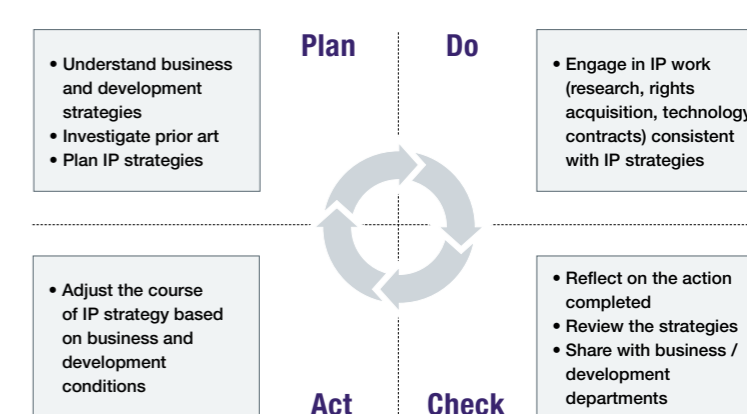 Plan
• Understand business
and development
strategies
• Investigate prior art
• Plan IP strategies
Do
• Engage in IP work
(research, rights
acquisition, technology
contracts) consistent
with IP strategies
• Adjust the course
of IP strategy based
on business and
development
conditions
Act
• Reflect on the action
completed
• Review the strategies
• Share with business /
development
departments
Check